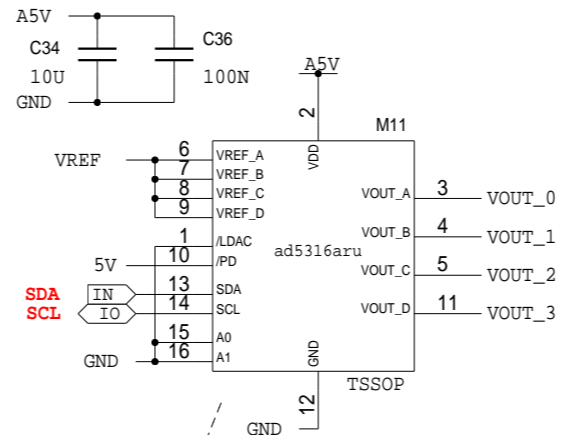 A5V
C34
C36
10U
100N
GND
A5V
2
M11
VDD
VREF
6
VREF_A
7
VREF_B
8
VREF_C
9
VREF_D
VOUT_A
3
VOUT_0
VOUT_B
4
VOUT_1
VOUT_C
5
VOUT_2
VOUT_D
11
VOUT_3
1
/LDAC
5V
10
/PD
ad5316aru
SDA
IN
13
SDA
SCL
IO
14
SCL
15
A0
GND
16
A1
GND
TSSOP
12
GND